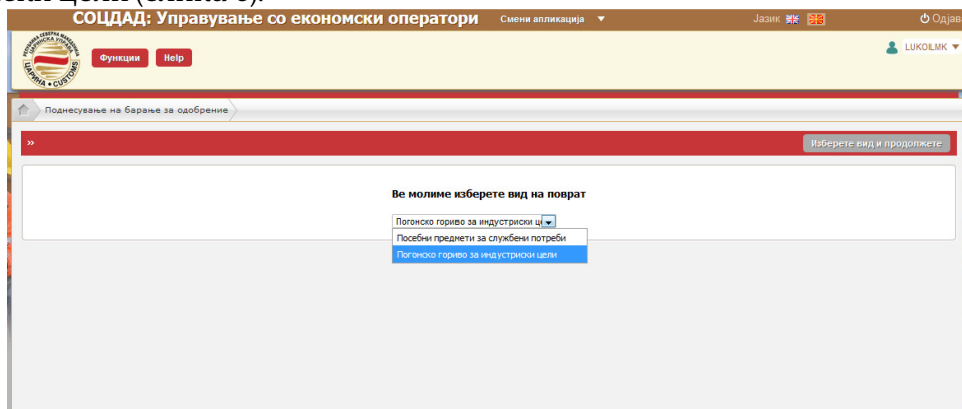 СОЦДАД: Управување со економски оператори Смени апликација Јазик Одјав
Функции Help LUKOILMK
Поднесување на барање за одобрение
» Изберете вид и продолжете
Ве молиме изберете вид на поврат
Погонско гориво за индустриски ц
Посебни предмети за службени потреби
Погонско гориво за индустриски цели